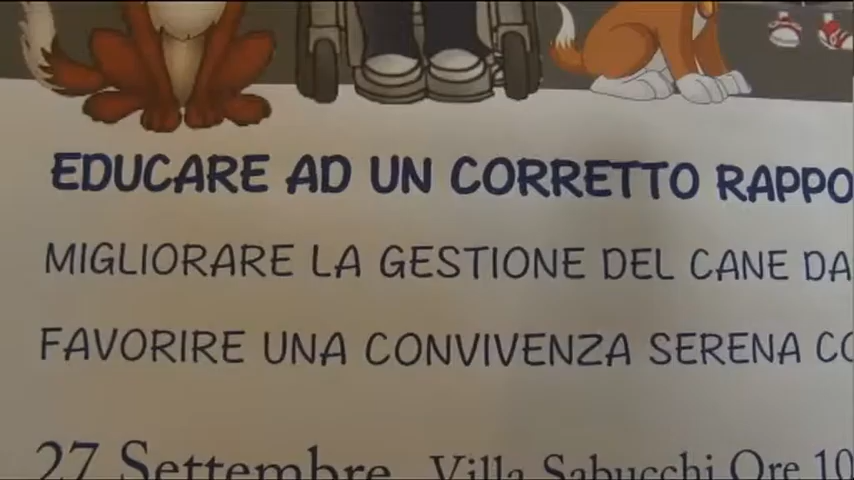 EDUCARE AD UN CORRETTO RAPPO
MIGLIORARE LA GESTIONE DEL CANE DA
FAVORIRE UNA CONVIVENZA SERENA CO
27 Settembre Villa Sabucchi Ore 10